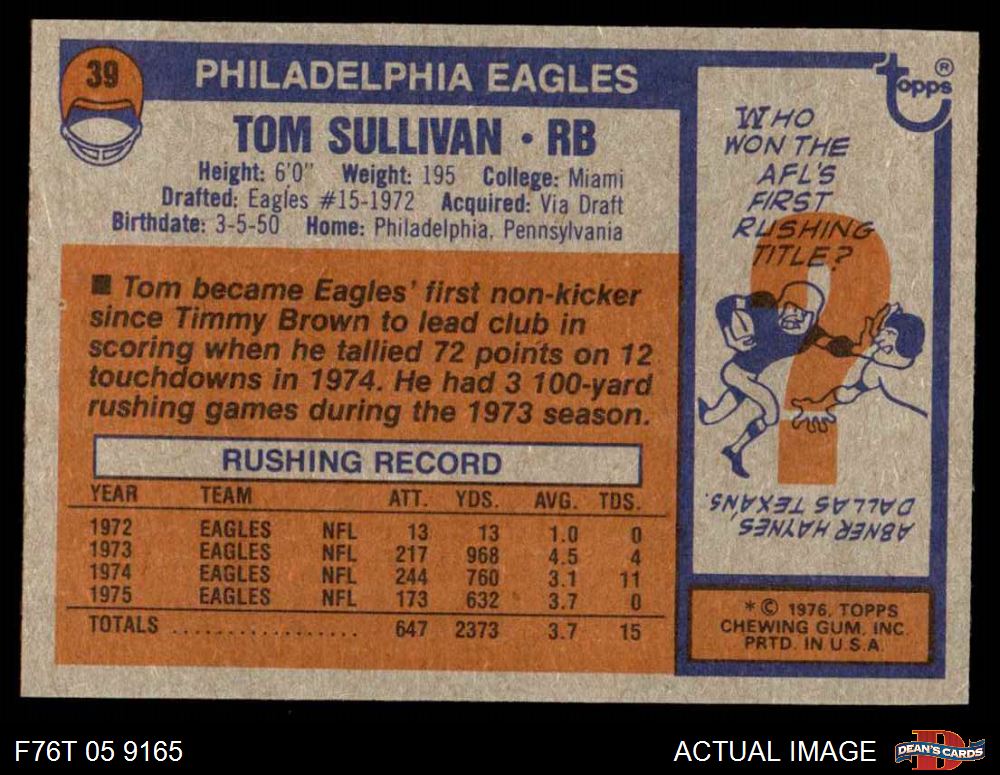 39
PHILADELPHIA EAGLES
TOM SULLIVAN • RB
Height: 6'0" Weight: 195 College: Miami
Drafted: Eagles #15-1972 Acquired: Via Draft
Birthdate: 3-5-50 Home: Philadelphia, Pennsylvania
■ Tom became Eagles' first non-kicker
since Timmy Brown to lead club in
scoring when he tallied 72 points on 12
touchdowns in 1974. He had 3 100-yard
rushing games during the 1973 season.
RUSHING RECORD
YEAR TEAM ATT. YDS. AVG. TDS.
1972 EAGLES NFL 13 13 1.0 0
1973 EAGLES NFL 217 968 4.5 4
1974 EAGLES NFL 244 760 3.1 11
1975 EAGLES NFL 173 632 3.7 0
TOTALS .................. 647 2373 3.7 15
topps®
WHO
WON THE
AFL'S
FIRST
RUSHING
TITLE?
?
ABNER HAYNES
DALLAS TEXANS.
* © 1976, TOPPS
CHEWING GUM, INC.
PRTD. IN U.S.A.
F76T 05 9165
ACTUAL IMAGE
D
DEAN'S CARDS